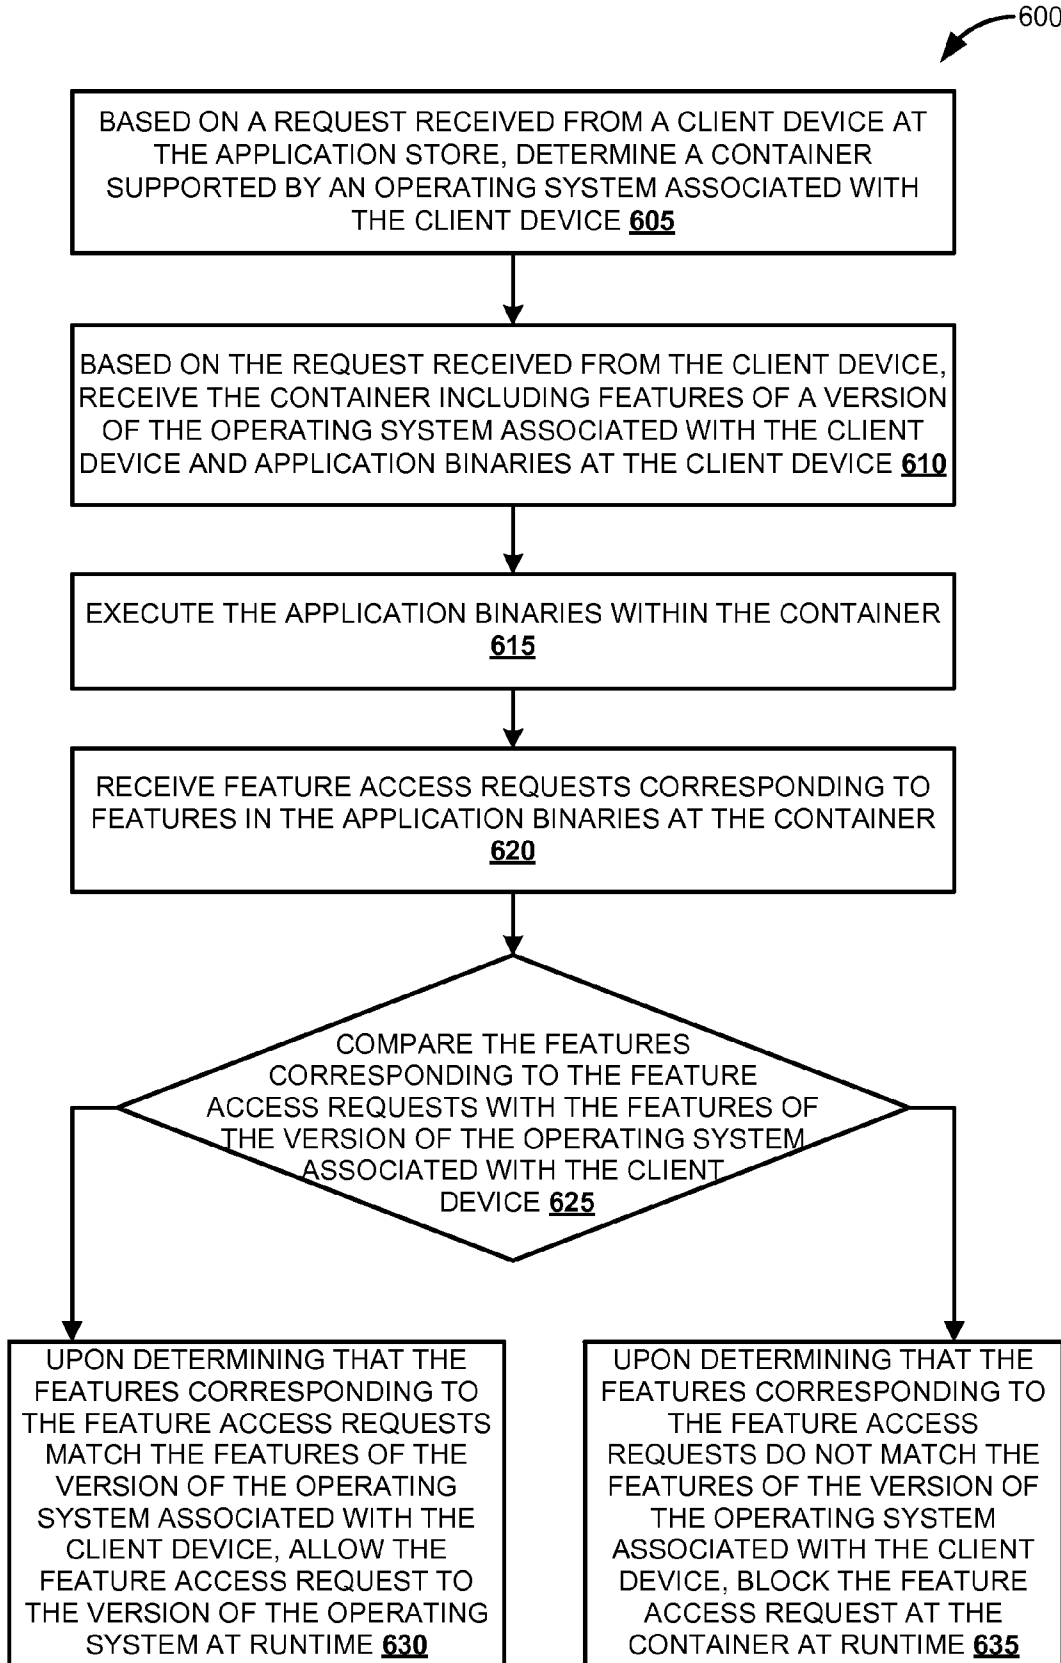 600
BASED ON A REQUEST RECEIVED FROM A CLIENT DEVICE AT
THE APPLICATION STORE, DETERMINE A CONTAINER
SUPPORTED BY AN OPERATING SYSTEM ASSOCIATED WITH
THE CLIENT DEVICE 605
BASED ON THE REQUEST RECEIVED FROM THE CLIENT DEVICE,
RECEIVE THE CONTAINER INCLUDING FEATURES OF A VERSION
OF THE OPERATING SYSTEM ASSOCIATED WITH THE CLIENT
DEVICE AND APPLICATION BINARIES AT THE CLIENT DEVICE 610
EXECUTE THE APPLICATION BINARIES WITHIN THE CONTAINER
615
RECEIVE FEATURE ACCESS REQUESTS CORRESPONDING TO
FEATURES IN THE APPLICATION BINARIES AT THE CONTAINER
620
COMPARE THE FEATURES
CORRESPONDING TO THE FEATURE
ACCESS REQUESTS WITH THE FEATURES OF
THE VERSION OF THE OPERATING SYSTEM
ASSOCIATED WITH THE CLIENT
DEVICE 625
UPON DETERMINING THAT THE
FEATURES CORRESPONDING TO
THE FEATURE ACCESS REQUESTS
MATCH THE FEATURES OF THE
VERSION OF THE OPERATING
SYSTEM ASSOCIATED WITH THE
CLIENT DEVICE, ALLOW THE
FEATURE ACCESS REQUEST TO
THE VERSION OF THE OPERATING
SYSTEM AT RUNTIME 630
UPON DETERMINING THAT THE
FEATURES CORRESPONDING TO
THE FEATURE ACCESS
REQUESTS DO NOT MATCH THE
FEATURES OF THE VERSION OF
THE OPERATING SYSTEM
ASSOCIATED WITH THE CLIENT
DEVICE, BLOCK THE FEATURE
ACCESS REQUEST AT THE
CONTAINER AT RUNTIME 635